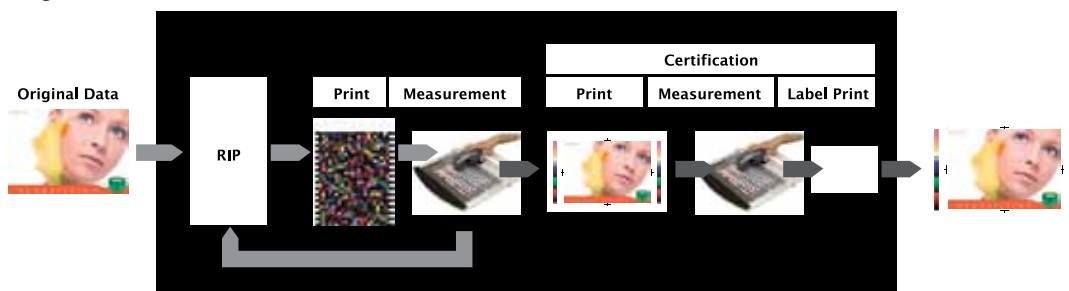 Certification
Original Data
Print
Measurement
Print
Measurement
Label Print
RIP